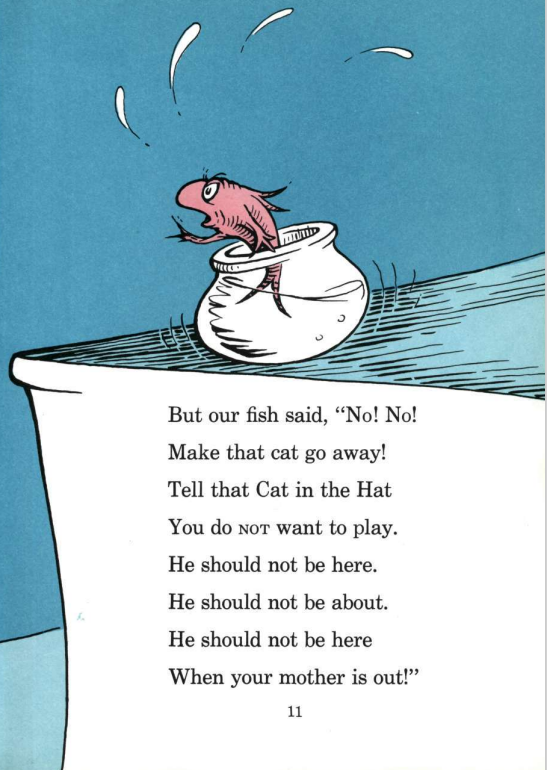 But our fish said, “No! No!
Make that cat go away!
Tell that Cat in the Hat
You do NOT want to play.
He should not be here.
He should not be about.
He should not be here
When your mother is out!”
11